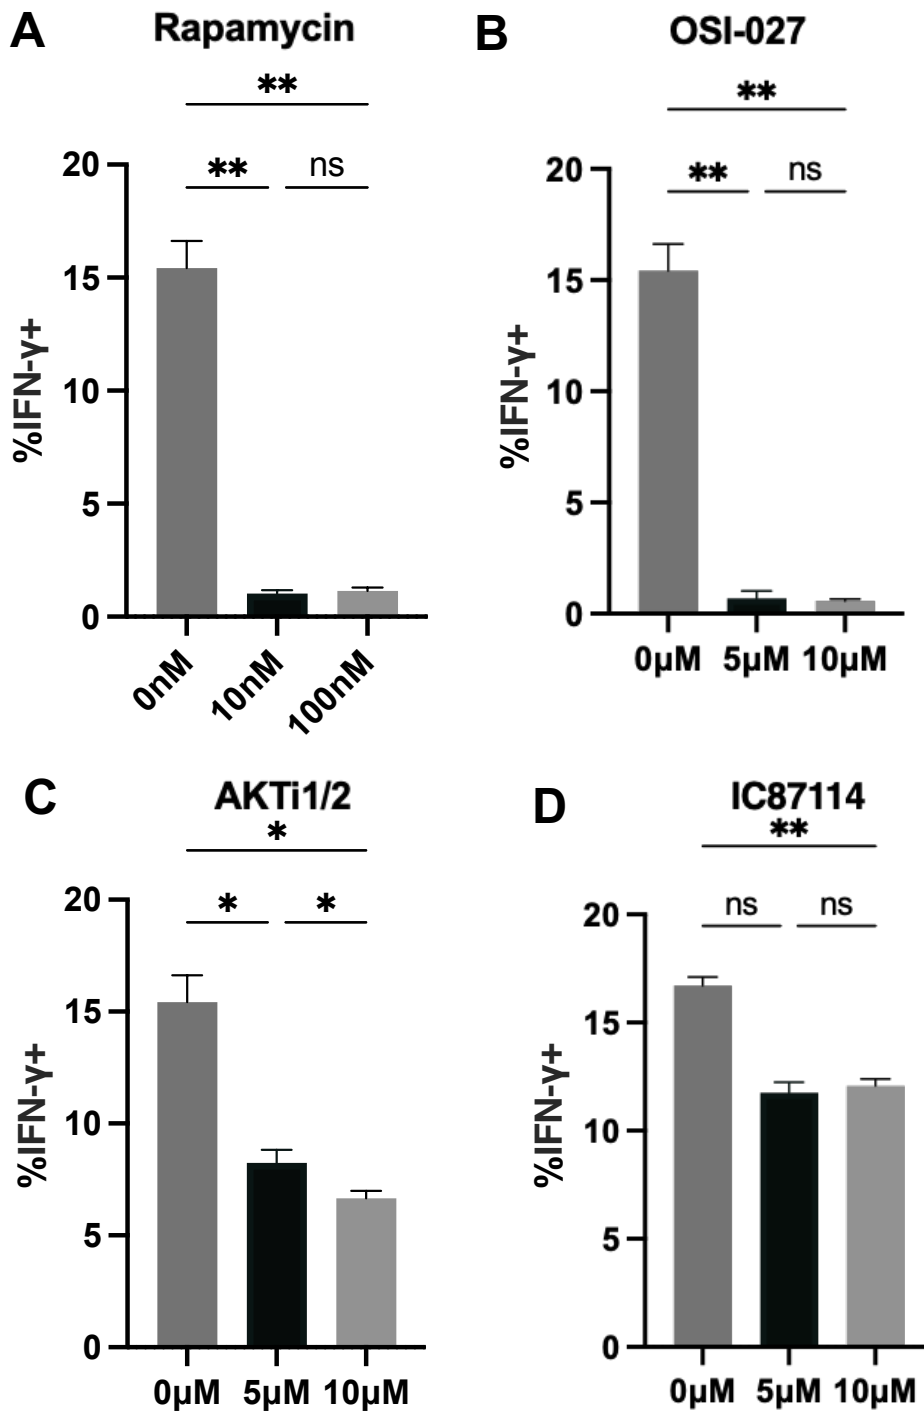 A
Rapamycin
**
** ns
20
15
10
5
0
%IFN-γ+
0nM 10nM 100nM
B
OSI-027
**
** ns
20
15
10
5
0
%IFN-γ+
0μM 5μM 10μM
C
AKTi1/2
*
* *
20
15
10
5
0
%IFN-γ+
0μM 5μM 10μM
D
IC87114
**
ns ns
20
15
10
5
0
%IFN-γ+
0μM 5μM 10μM